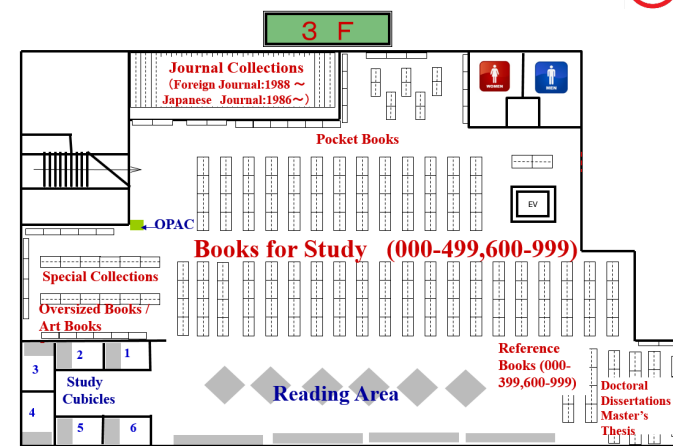 3 F
Journal Collections
(Foreign Journal:1988 ～
Japanese Journal:1986～)
WOMEN
MEN
Pocket Books
EV
OPAC
Books for Study (000-499,600-999)
Special Collections
Oversized Books /
Art Books
Reference
Books (000-
399,600-999)
Doctoral
Dissertations
Master's
Thesis
2
1
3
Study
Cubicles
4
5
6
Reading Area